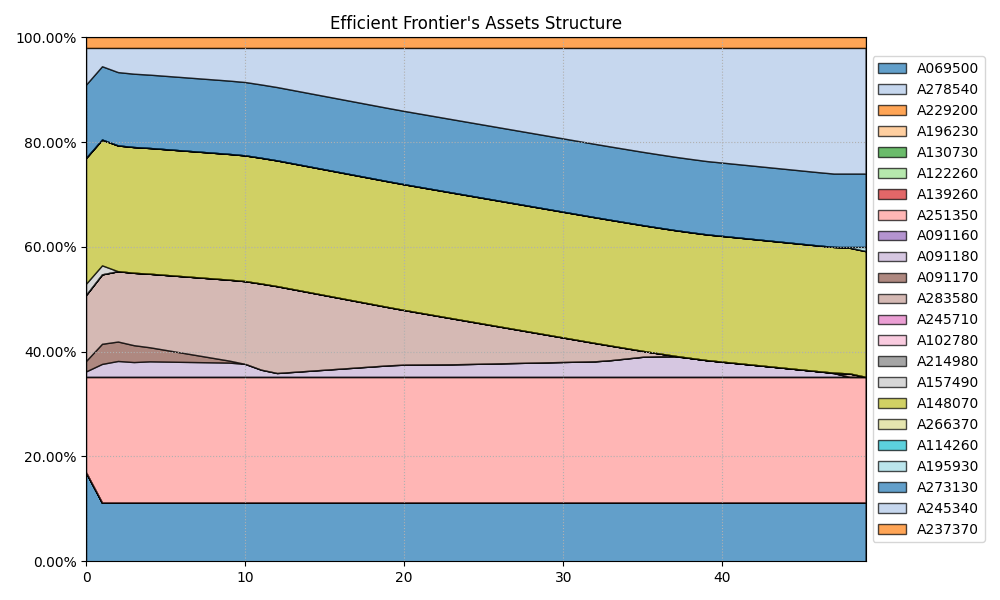 Efficient Frontier's Assets Structure
100.00%
80.00%
60.00%
40.00%
20.00%
0.00%
0
10
20
30
40
A069500
A278540
A229200
A196230
A130730
A122260
A139260
A251350
A091160
A091180
A091170
A283580
A245710
A102780
A214980
A157490
A148070
A266370
A114260
A195930
A273130
A245340
A237370